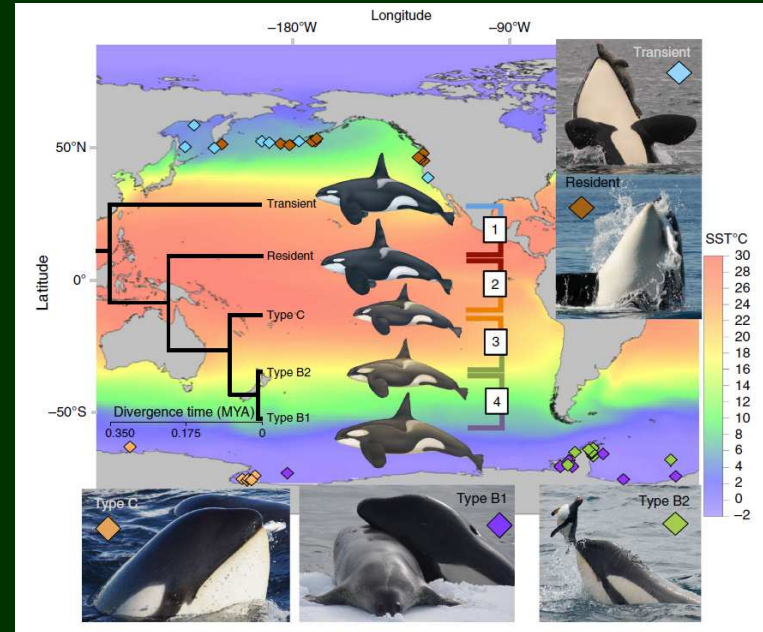 Longitude
−180°W
−90°W
Transient
50°N
Resident
Transient
1
SST°C
30
28
26
24
22
20
18
16
14
12
10
8
6
4
2
0
−2
Latitude
0°
Resident
2
Type C
3
Type B2
4
−50°S
Divergence time (MYA)
Type B1
0.350
0.175
0
Type C
Type B1
Type B2